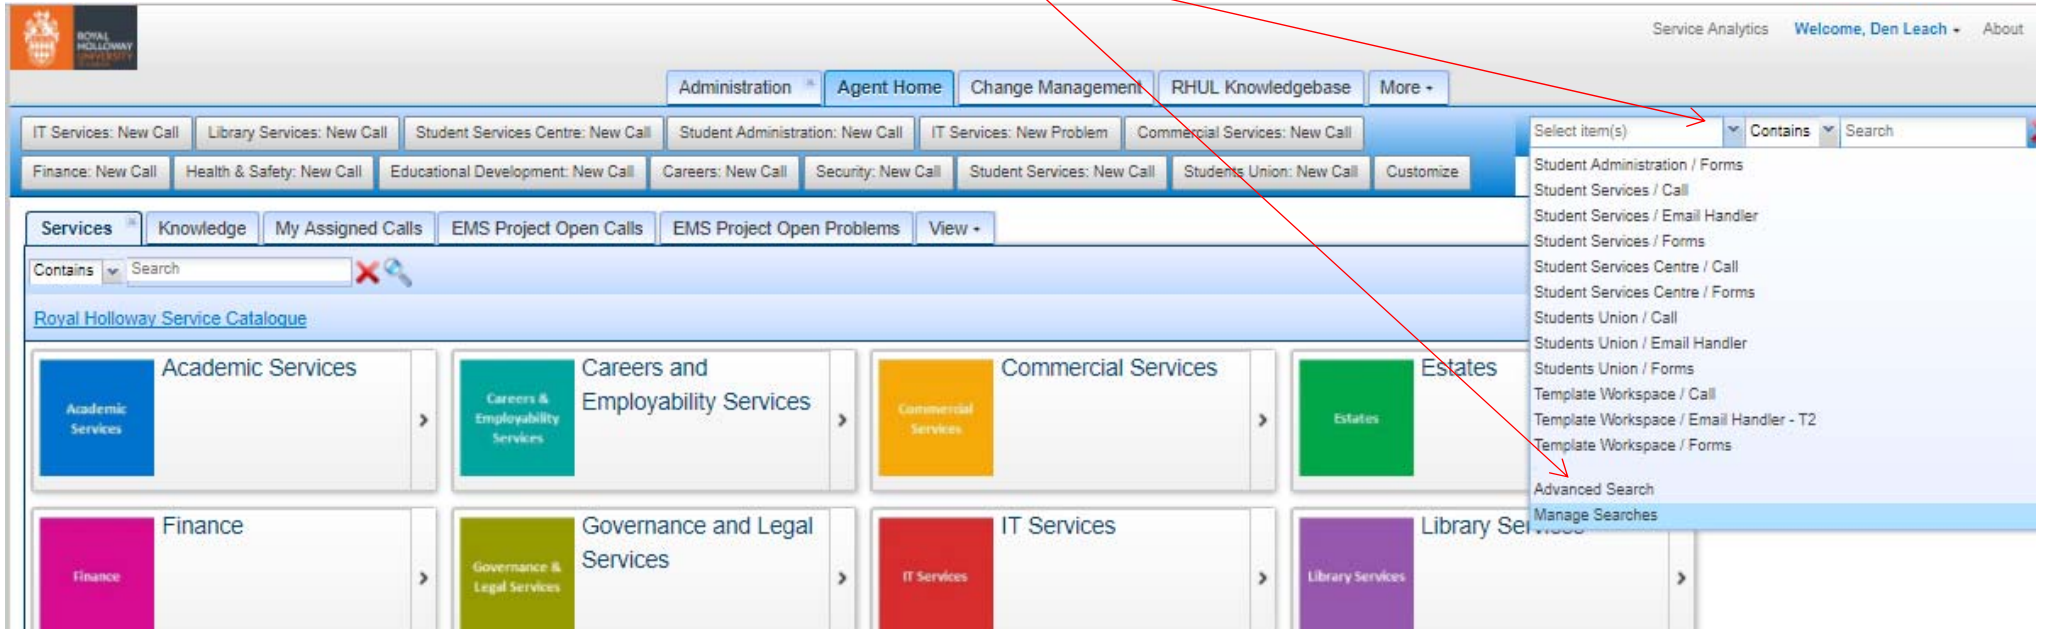 ROYAL
HOLLOWAY
UNIVERSITY
Service Analytics Welcome, Den Leach About
Administration Agent Home Change Management RHUL Knowledgebase More
IT Services: New Call Library Services: New Call Student Services Centre: New Call Student Administration: New Call IT Services: New Problem Commercial Services: New Call
Select item(s) Contains Search
Finance: New Call Health & Safety: New Call Educational Development: New Call Careers: New Call Security: New Call Student Services: New Call Students Union: New Call Customize
Student Administration / Forms
Student Services / Call
Student Services / Email Handler
Student Services / Forms
Student Services Centre / Call
Student Services Centre / Forms
Students Union / Call
Students Union / Email Handler
Students Union / Forms
Template Workspace / Call
Template Workspace / Email Handler - T2
Template Workspace / Forms
Advanced Search
Manage Searches
Services Knowledge My Assigned Calls EMS Project Open Calls EMS Project Open Problems View
Contains Search
Royal Holloway Service Catalogue
Academic
Services
Academic Services
Careers &
Employability
Services
Careers and
Employability Services
Commercial
Services
Commercial Services
Estates
Estates
Finance
Finance
Governance &
Legal Services
Governance and Legal
Services
IT Services
IT Services
Library Services
Library Services